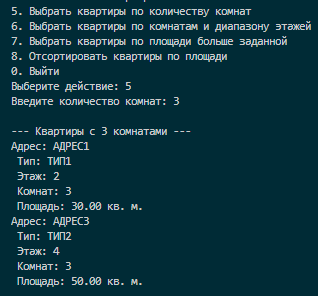 5. Выбрать квартиры по количеству комнат
6. Выбрать квартиры по комнатам и диапазону этажей
7. Выбрать квартиры по площади больше заданной
8. Отсортировать квартиры по площади
0. Выйти
Выберите действие: 5
Введите количество комнат: 3

--- Квартиры с 3 комнатами ---
Адрес: АДРЕС1
 Тип: ТИП1
 Этаж: 2
 Комнат: 3
 Площадь: 30.00 кв. м.
Адрес: АДРЕС3
 Тип: ТИП2
 Этаж: 4
 Комнат: 3
 Площадь: 50.00 кв. м.